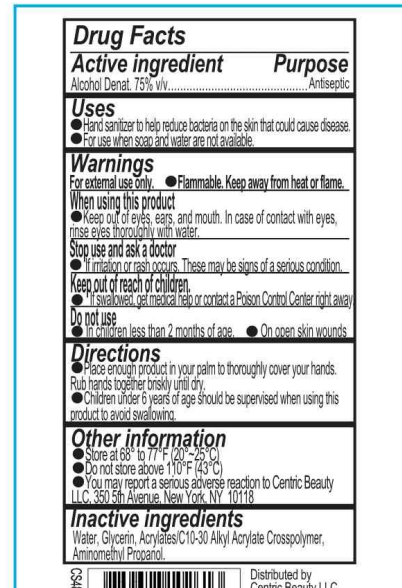 Drug Facts
Active ingredient Purpose
Alcohol Denat. 75% v/v..............................................Antiseptic
Uses
●Hand sanitizer to help reduce bacteria on the skin that could cause disease.
●For use when soap and water are not available.
Warnings
For external use only. ●Flammable. Keep away from heat or flame.
When using this product
●Keep out of eyes, ears, and mouth. In case of contact with eyes,
rinse eyes thoroughly with water.
Stop use and ask a doctor
● If irritation or rash occurs. These may be signs of a serious condition.
Keep out of reach of children.
● If swallowed, get medical help or contact a Poison Control Center right away
Do not use
● In children less than 2 months of age. ● On open skin wounds
Directions
●Place enough product in your palm to thoroughly cover your hands.
Rub hands together briskly until dry.
●Children under 6 years of age should be supervised when using this
product to avoid swallowing.
Other information
●Store at 68° to 77°F (20°~25°C)
●Do not store above 110°F (43°C)
●You may report a serious adverse reaction to Centric Beauty
LLC, 350 5th Avenue, New York, NY 10118
Inactive ingredients
Water, Glycerin, Acrylates/C10-30 Alkyl Acrylate Crosspolymer,
Aminomethyl Propanol.
Distributed by
Centric Beauty LLC